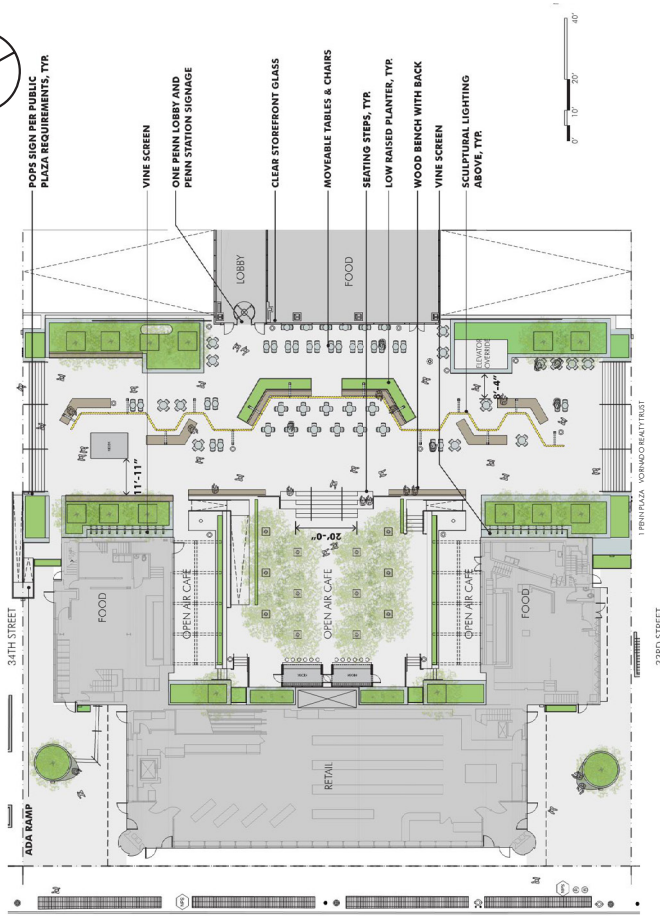 POPS SIGN PER PUBLIC
PLAZA REQUIREMENTS, TYP.
VINE SCREEN
ONE PENN LOBBY AND
PENN STATION SIGNAGE
CLEAR STOREFRONT GLASS
MOVEABLE TABLES & CHAIRS
SEATING STEPS, TYP.
LOW RAISED PLANTER, TYP.
WOOD BENCH WITH BACK
VINE SCREEN
SCULPTURAL LIGHTING
ABOVE, TYP.
0'
10'
20'
40'
LOBBY
FOOD
ELEVATOR
OVERRIDE
8'-4"
11'-11"
20'-0"
34TH STREET
FOOD
OPEN AIR CAFE
OPEN AIR CAFE
OPEN AIR CAFE
FOOD
RETAIL
ADA RAMP
1 PENN PLAZA VORNADO REALTY TRUST
33RD STREET